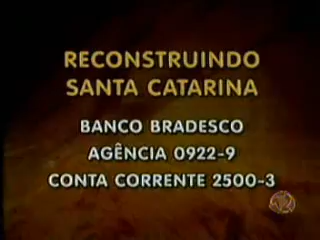 RECONSTRUINDO
SANTA CATARINA
BANCO BRADESCO
AGÊNCIA 0922-9
CONTA CORRENTE 2500-3